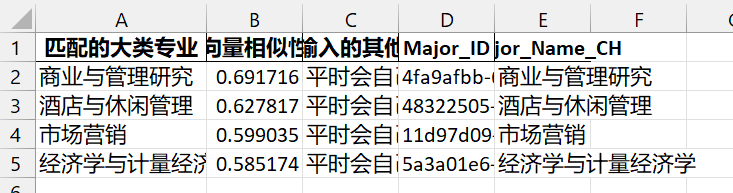 A B C D E F
1 匹配的大类专业 向量相似性 输入的其他 Major_ID jor_Name_CH
2 商业与管理研究 0.691716 平时会自 4fa9afbb- 商业与管理研究
3 酒店与休闲管理 0.627817 平时会自 48322505- 酒店与休闲管理
4 市场营销 0.599035 平时会自 11d97d09- 市场营销
5 经济学与计量经济 0.585174 平时会自 5a3a01e6- 经济学与计量经济学